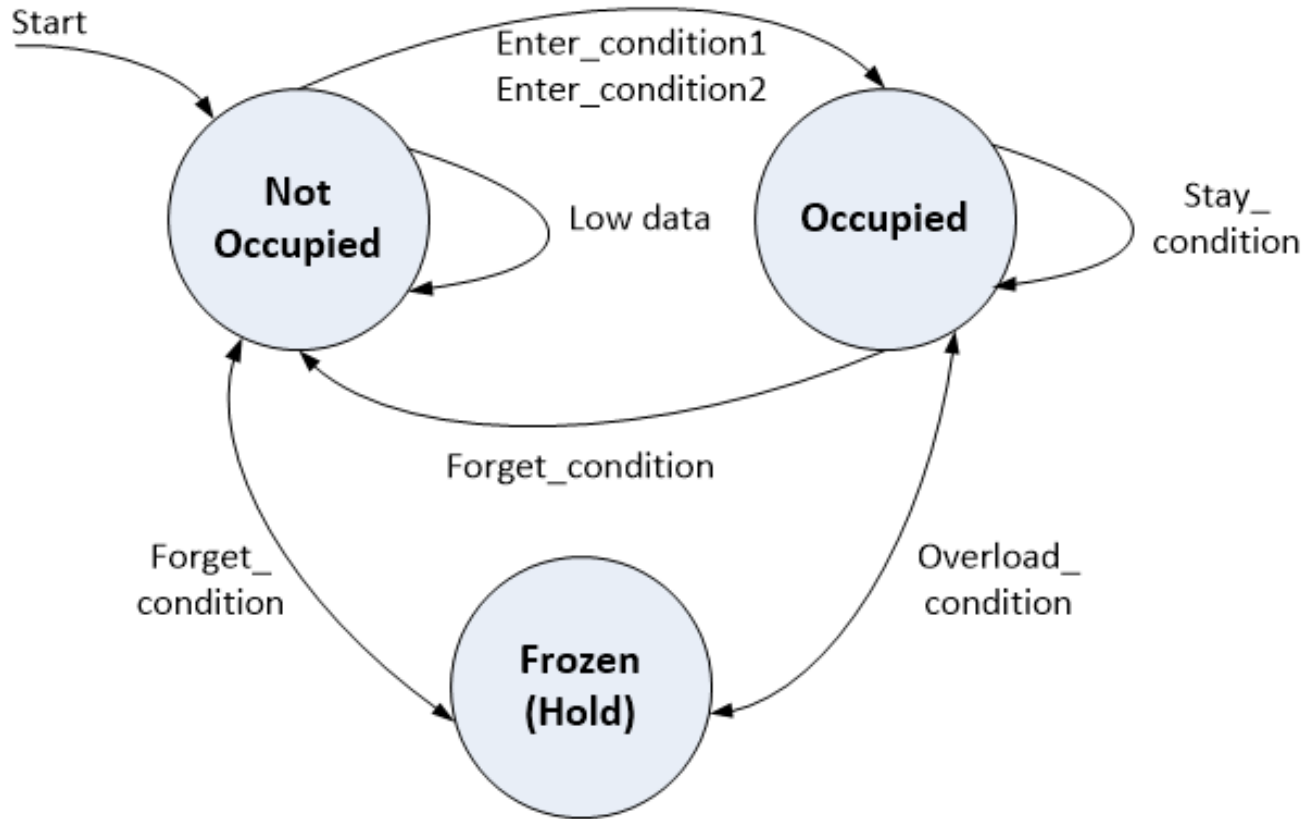 Start
Enter_condition1
Enter_condition2
Not
Occupied
Low data
Occupied
Stay_
condition
Forget_condition
Forget_
condition
Overload_
condition
Frozen
(Hold)